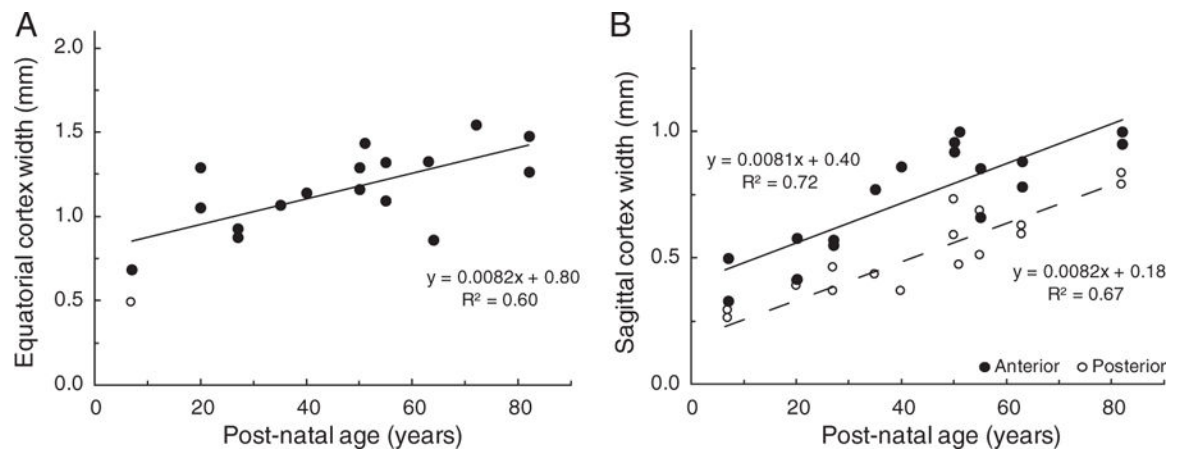 A
Equatorial cortex width (mm)
2.0
1.5
1.0
0.5
0.0
y = 0.0082x + 0.80
R² = 0.60
0 20 40 60 80
Post-natal age (years)
B
Sagittal cortex width (mm)
1.0
0.5
0.0
y = 0.0081x + 0.40
R² = 0.72
y = 0.0082x + 0.18
R² = 0.67
Anterior Posterior
0 20 40 60 80
Post-natal age (years)